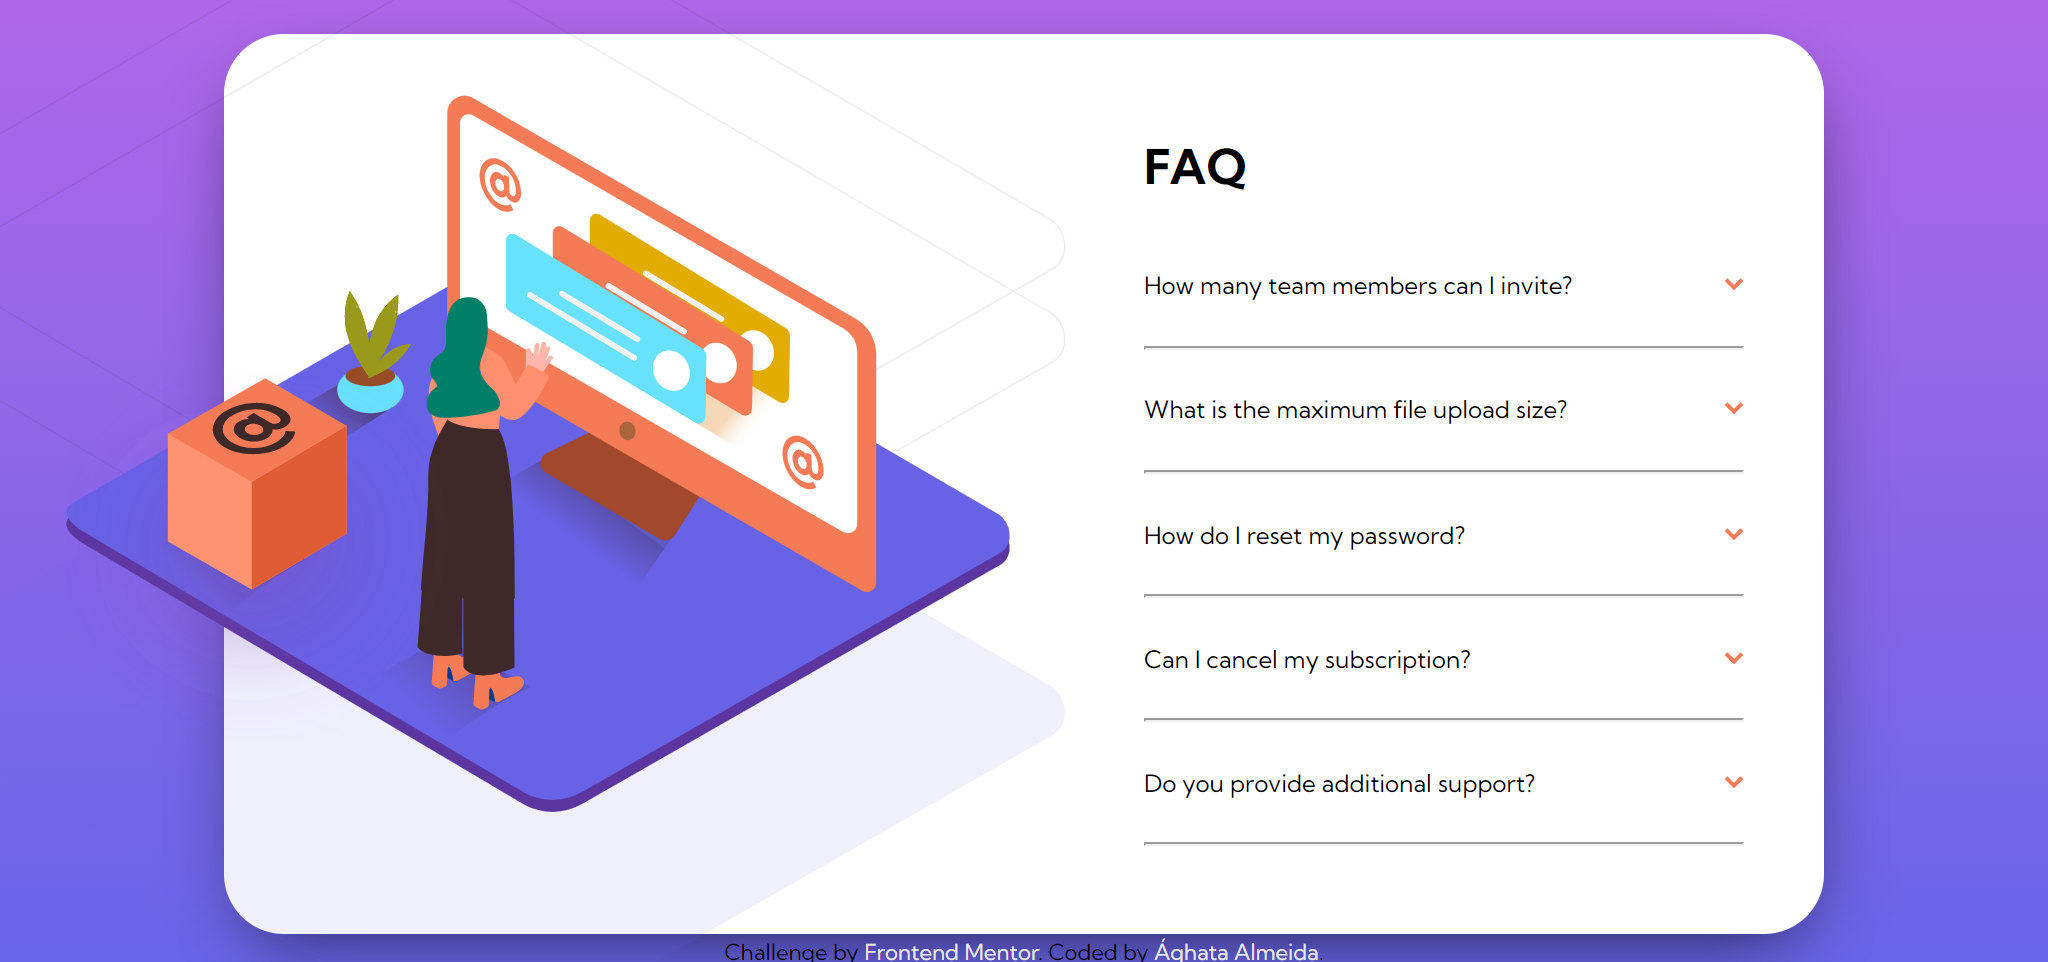 @
@
@
FAQ
How many team members can I invite?
What is the maximum file upload size?
How do I reset my password?
Can I cancel my subscription?
Do you provide additional support?
Challenge by Frontend Mentor. Coded by Ághata Almeida.